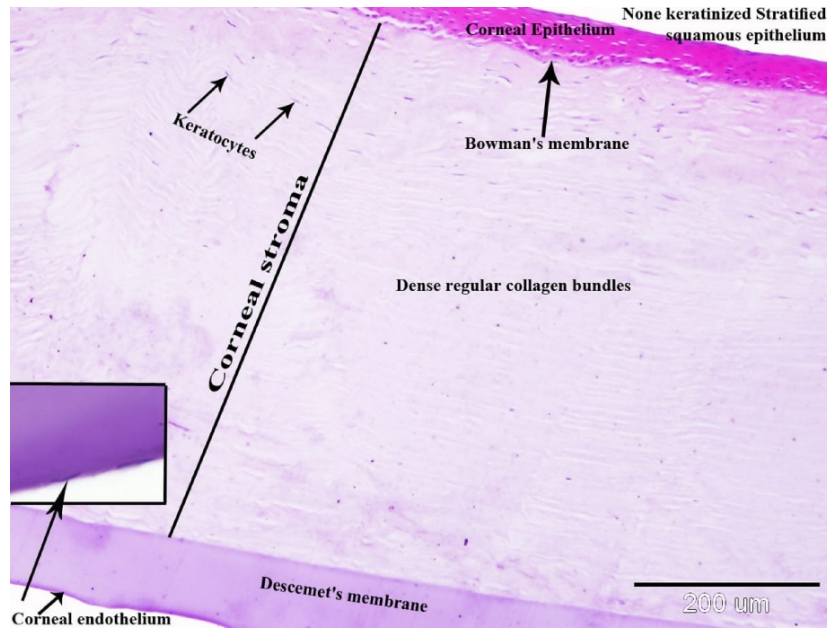 None keratinized Stratified
squamous epithelium
Corneal Epithelium
Keratocytes
Bowman's membrane
Corneal stroma
Dense regular collagen bundles
Descemet's membrane
200 um
Corneal endothelium